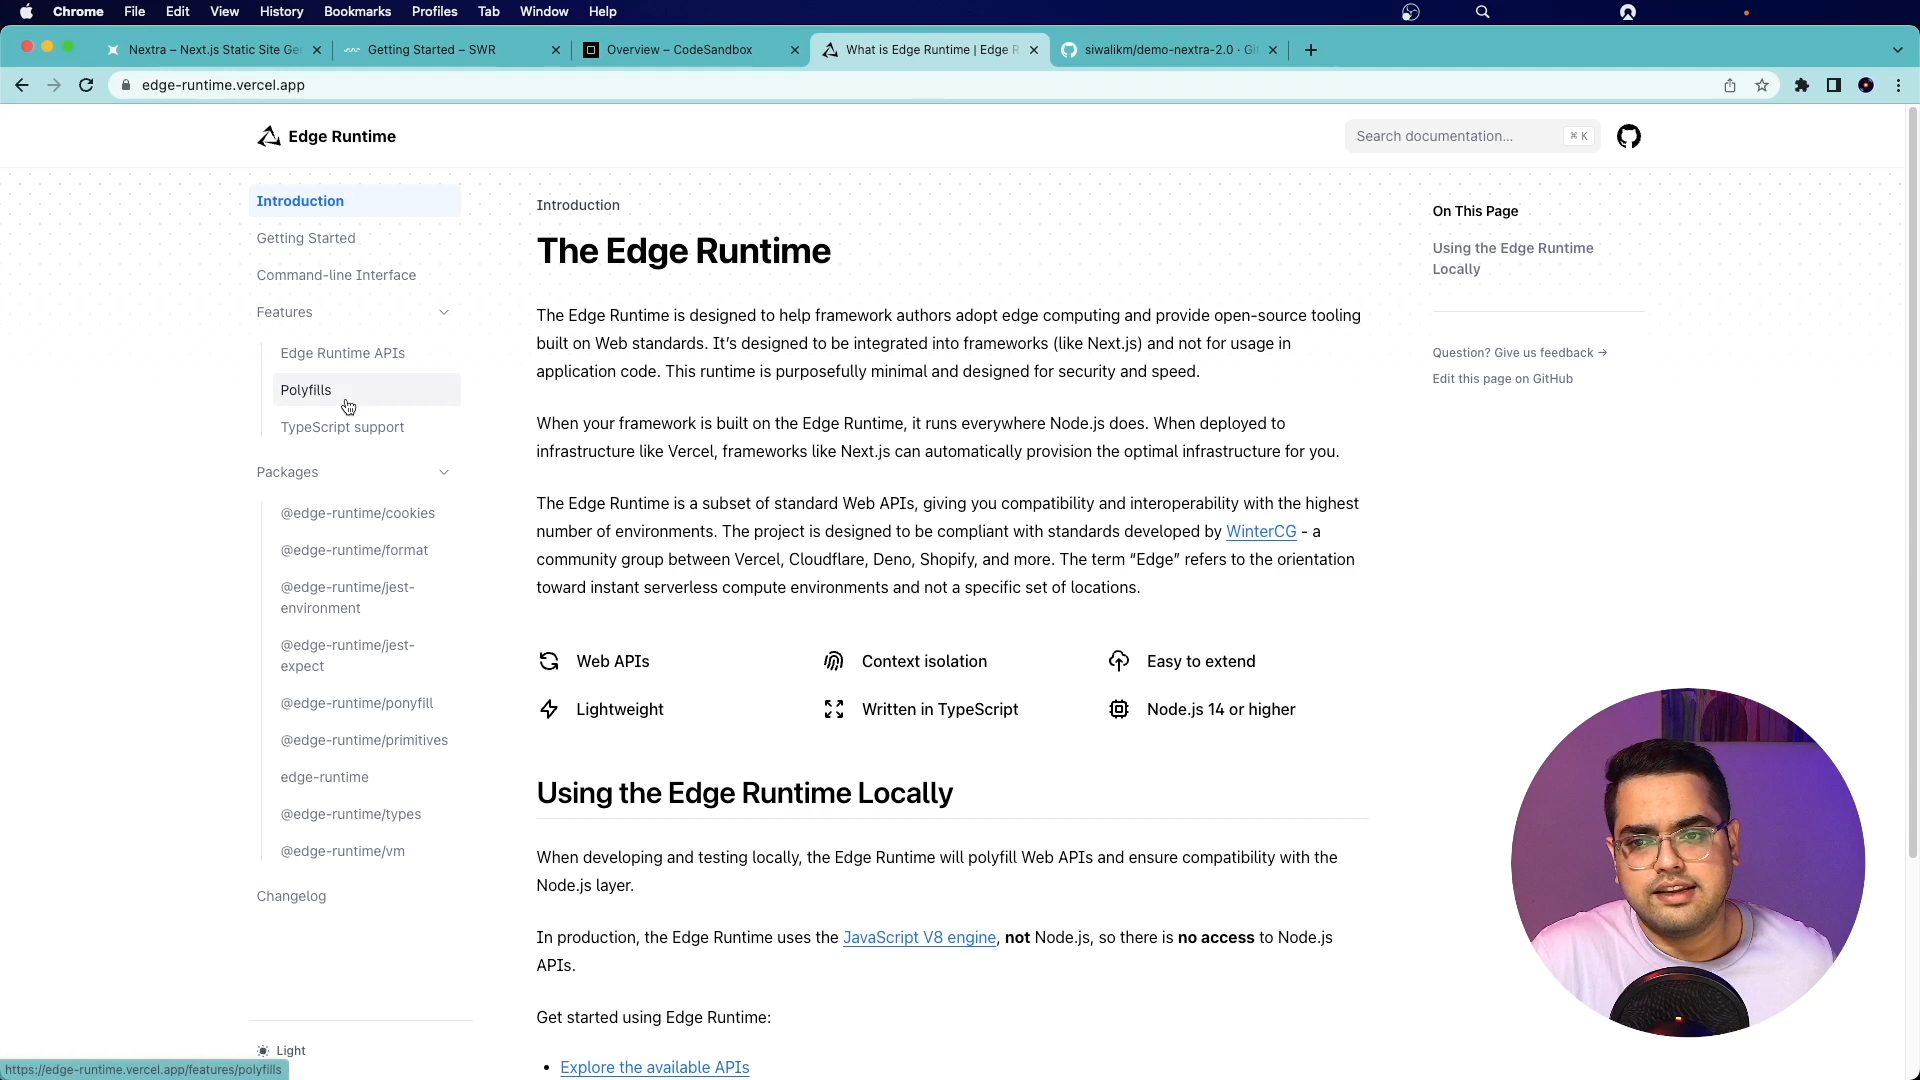 Chrome File Edit View History Bookmarks Profiles Tab Window Help
Nextra – Next.js Static Site Ger
Getting Started – SWR
Overview – CodeSandbox
What is Edge Runtime | Edge R
siwalikm/demo-nextra-2.0 · Git
edge-runtime.vercel.app
Edge Runtime
Search documentation...
⌘ K
Introduction
Getting Started
Command-line Interface
Features
Edge Runtime APIs
Polyfills
TypeScript support
Packages
@edge-runtime/cookies
@edge-runtime/format
@edge-runtime/jest-
environment
@edge-runtime/jest-
expect
@edge-runtime/ponyfill
@edge-runtime/primitives
edge-runtime
@edge-runtime/types
@edge-runtime/vm
Changelog
Light
https://edge-runtime.vercel.app/features/polyfills
Introduction
The Edge Runtime
The Edge Runtime is designed to help framework authors adopt edge computing and provide open-source tooling
built on Web standards. It’s designed to be integrated into frameworks (like Next.js) and not for usage in
application code. This runtime is purposefully minimal and designed for security and speed.
When your framework is built on the Edge Runtime, it runs everywhere Node.js does. When deployed to
infrastructure like Vercel, frameworks like Next.js can automatically provision the optimal infrastructure for you.
The Edge Runtime is a subset of standard Web APIs, giving you compatibility and interoperability with the highest
number of environments. The project is designed to be compliant with standards developed by WinterCG - a
community group between Vercel, Cloudflare, Deno, Shopify, and more. The term “Edge” refers to the orientation
toward instant serverless compute environments and not a specific set of locations.
Web APIs
Context isolation
Easy to extend
Lightweight
Written in TypeScript
Node.js 14 or higher
Using the Edge Runtime Locally
When developing and testing locally, the Edge Runtime will polyfill Web APIs and ensure compatibility with the
Node.js layer.
In production, the Edge Runtime uses the JavaScript V8 engine, not Node.js, so there is no access to Node.js
APIs.
Get started using Edge Runtime:
• Explore the available APIs
On This Page
Using the Edge Runtime
Locally
Question? Give us feedback →
Edit this page on GitHub